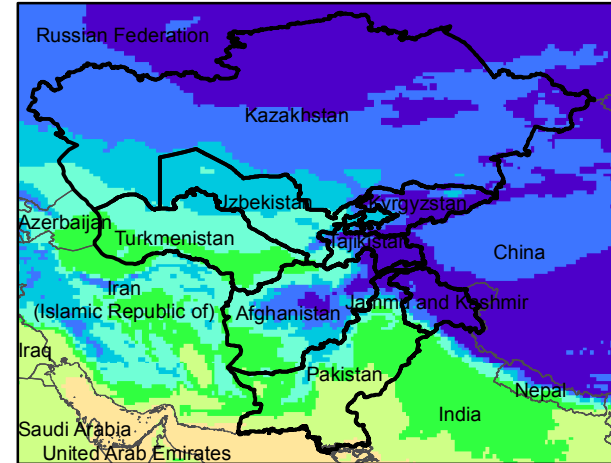 Russian Federation
Kazakhstan
Uzbekistan
Kyrgyzstan
Azerbaijan
Turkmenistan
Tajikistan
China
Iran
(Islamic Republic of)
Afghanistan
Jammu and Kashmir
Iraq
Pakistan
Nepal
India
Saudi Arabia
United Arab Emirates